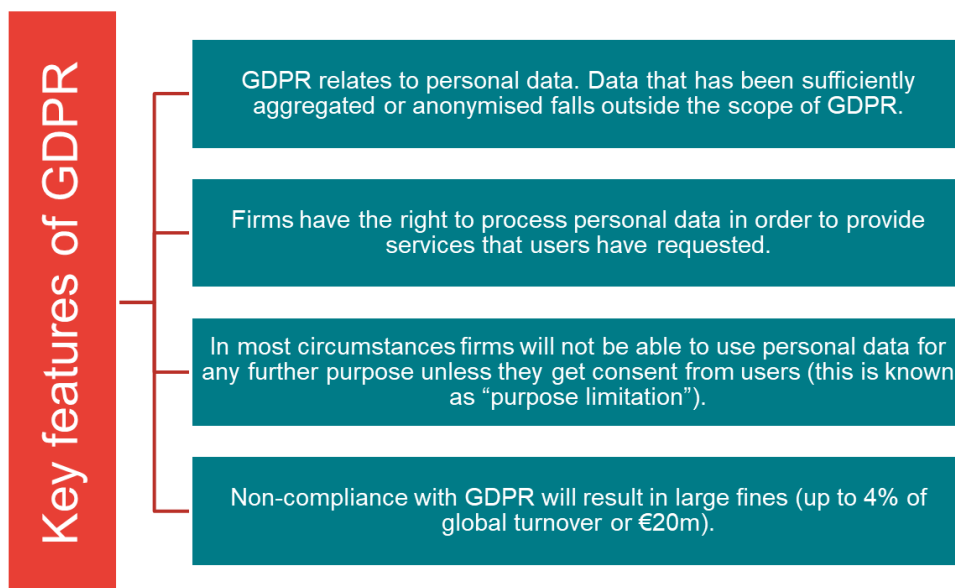 Key features of GDPR
GDPR relates to personal data. Data that has been sufficiently
aggregated or anonymised falls outside the scope of GDPR.
Firms have the right to process personal data in order to provide
services that users have requested.
In most circumstances firms will not be able to use personal data for
any further purpose unless they get consent from users (this is known
as “purpose limitation”).
Non-compliance with GDPR will result in large fines (up to 4% of
global turnover or €20m).